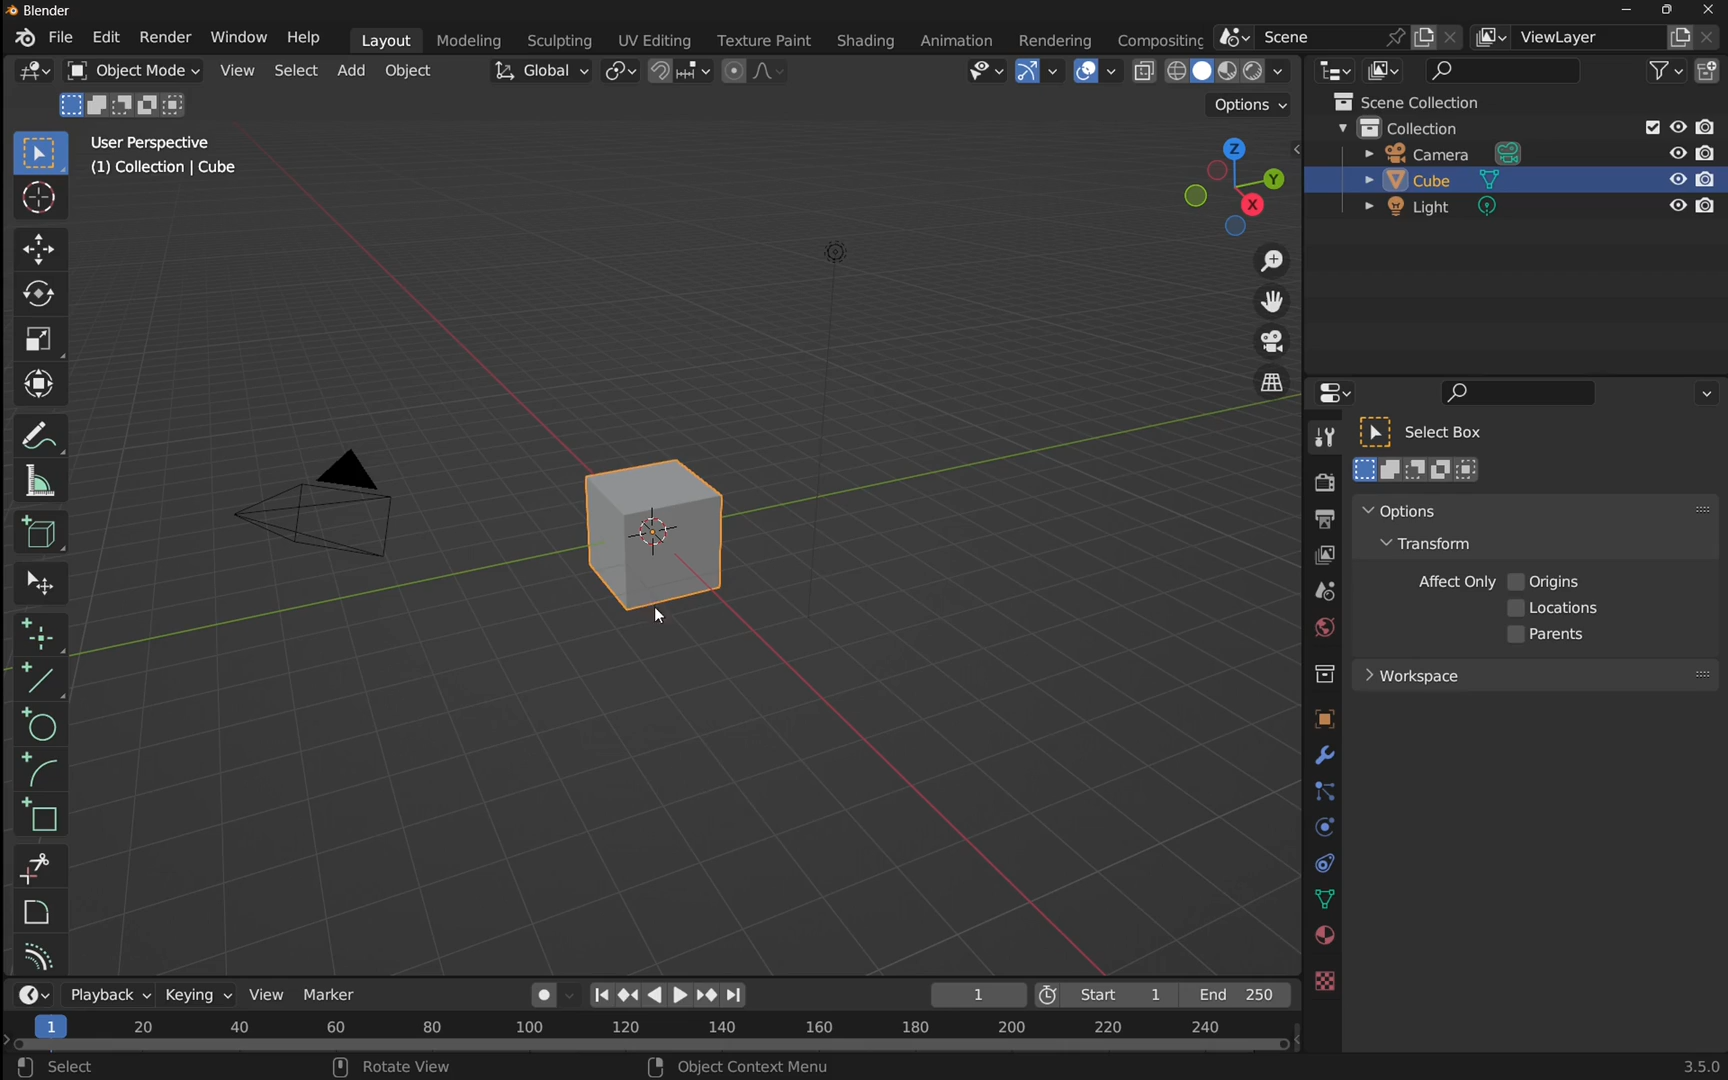 Blender
File Edit Render Window Help Layout Modeling Sculpting UV Editing Texture Paint Shading Animation Rendering Compositing Scene ViewLayer
Object Mode View Select Add Object Global
Options
User Perspective
(1) Collection | Cube
Z
Y
X
Scene Collection
Collection
Camera
Cube
Light
Select Box
Options
Transform
Affect Only Origins
Locations
Parents
Workspace
Playback Keying View Marker 1 Start 1 End 250
1 20 40 60 80 100 120 140 160 180 200 220 240
Select Rotate View Object Context Menu 3.5.0